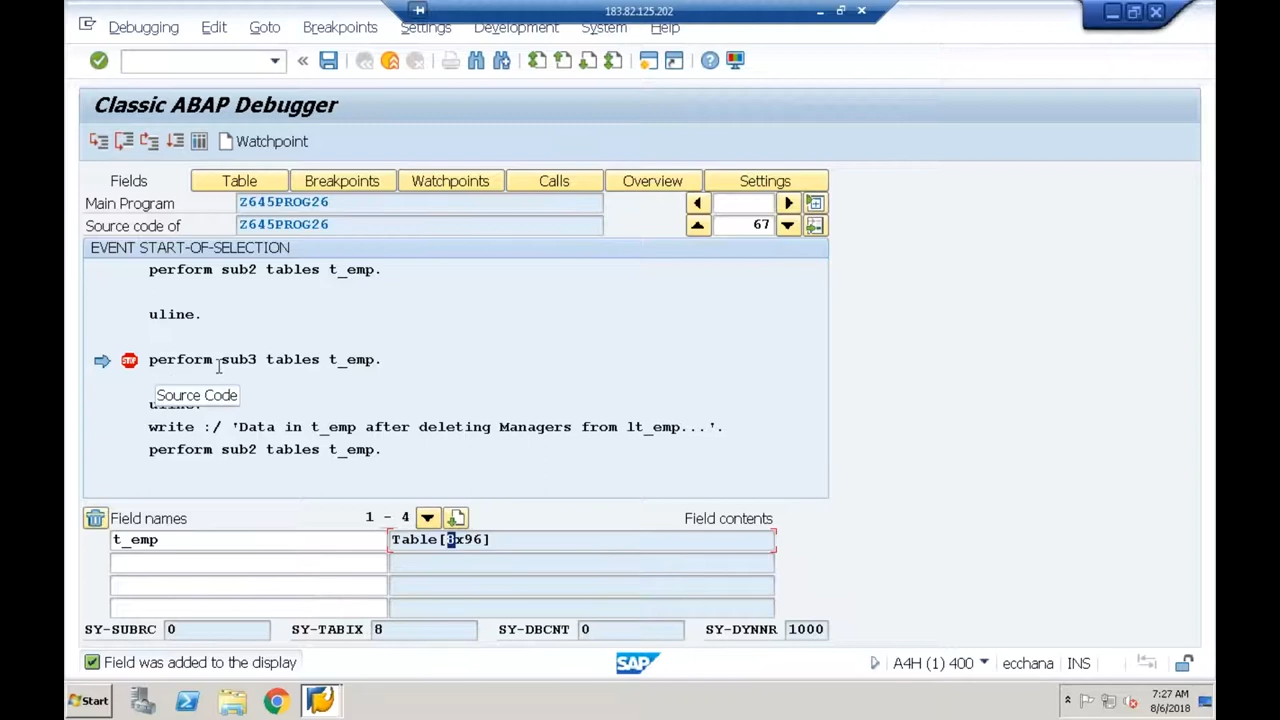 183.82.125.202
Debugging Edit Goto Breakpoints Settings Development System Help
Classic ABAP Debugger
Watchpoint
Fields Table Breakpoints Watchpoints Calls Overview Settings
Main Program Z645PROG26
Source code of Z645PROG26 67
EVENT START-OF-SELECTION
perform sub2 tables t_emp.
uline.
STOP perform sub3 tables t_emp.
Source Code
uline.
write :/ 'Data in t_emp after deleting Managers from lt_emp...'.
perform sub2 tables t_emp.
Field names 1 - 4 Field contents
t_emp Table[8x96]
SY-SUBRC 0 SY-TABIX 8 SY-DBCNT 0 SY-DYNNR 1000
Field was added to the display SAP A4H (1) 400 ecchana INS
Start 7:27 AM
8/6/2018